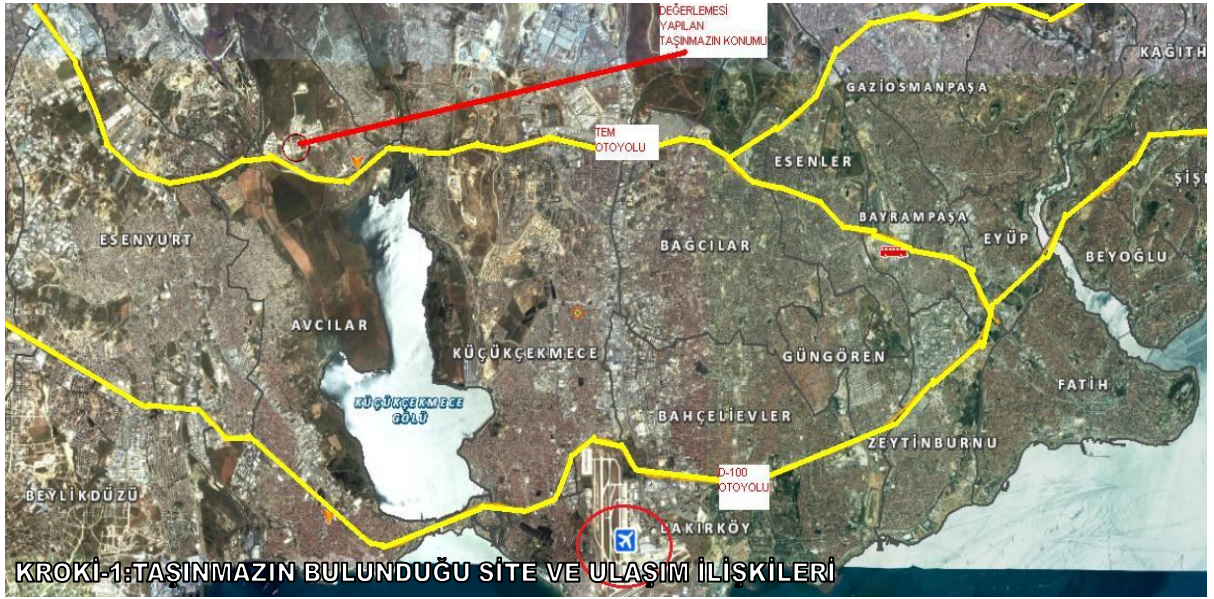 DEĞERLEMESİ
YAPILAN
TAŞINMAZIN KONUMU
KAĞITH
GAZİOSMANPAŞA
TEM
OTOYOLU
ESENLER
ŞİŞL
BAYRAMPAŞA
ESENYURT
BAĞCILAR
EYÜP
BEYOĞLU
AVCILAR
KÜÇÜKÇEKMECE
GÜNGÖREN
FATİH
KÜÇÜKÇEKMECE
GÖLÜ
BAHÇELİEVLER
ZEYTİNBURNU
D-100
OTOYOLU
BEYLİKDÜZÜ
BAKIRKÖY
KROKİ-1:TAŞINMAZIN BULUNDUĞU SİTE VE ULAŞIM İLİŞKİLERİ